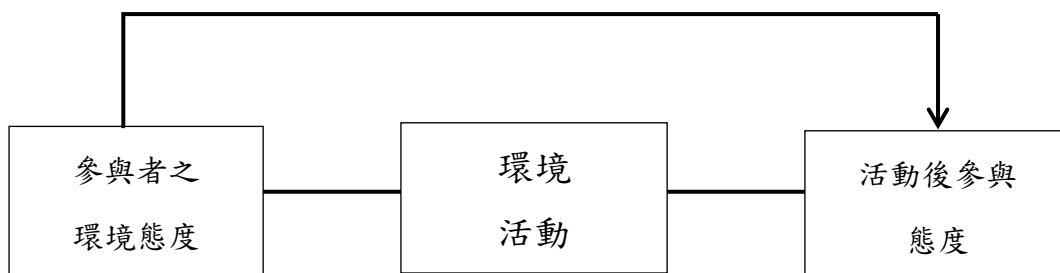 參與者之
環境態度
環境
活動
活動後參與
態度